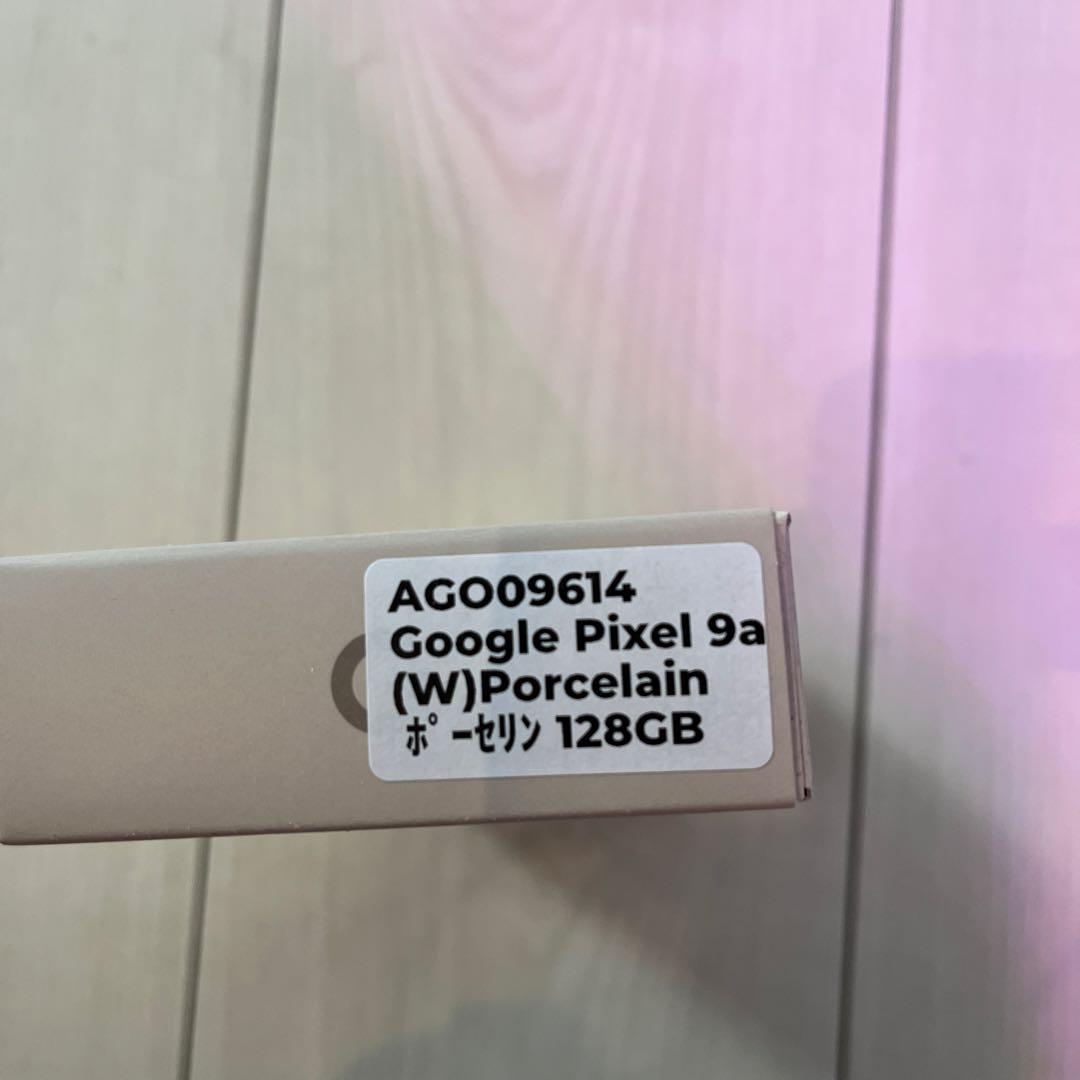 AGO09614
Google Pixel 9a
(W)Porcelain
ﾎﾟｰｾﾘﾝ 128GB